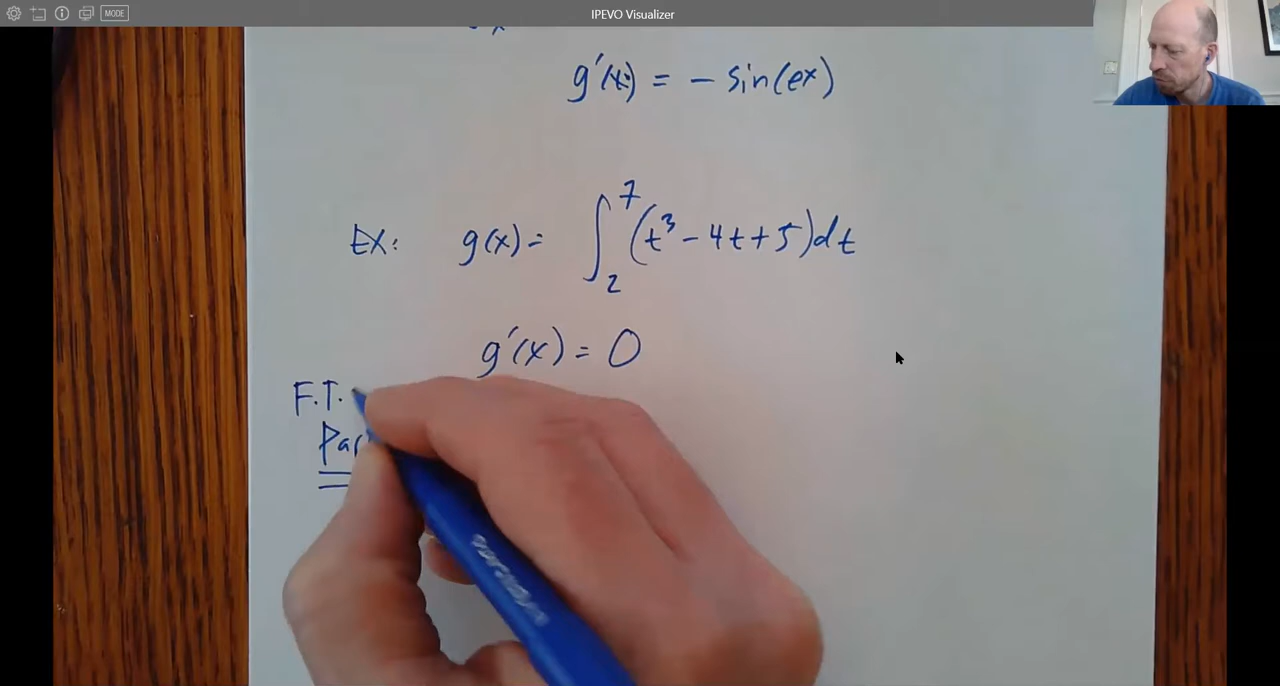 MODE
IPEVO Visualizer
g'(x) = - sin(ex)
EX: g(x) = ∫₂⁷ (t³ - 4t + 5)dt
g'(x) = 0
F.T.